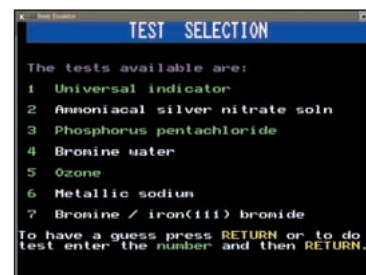 TEST SELECTION
The tests available are:
1 Universal indicator
2 Ammoniacal silver nitrate soln
3 Phosphorus pentachloride
4 Bromine water
5 Ozone
6 Metallic sodium
7 Bromine / iron(111) bromide
To have a guess press RETURN or to do
test enter the number and then RETURN.